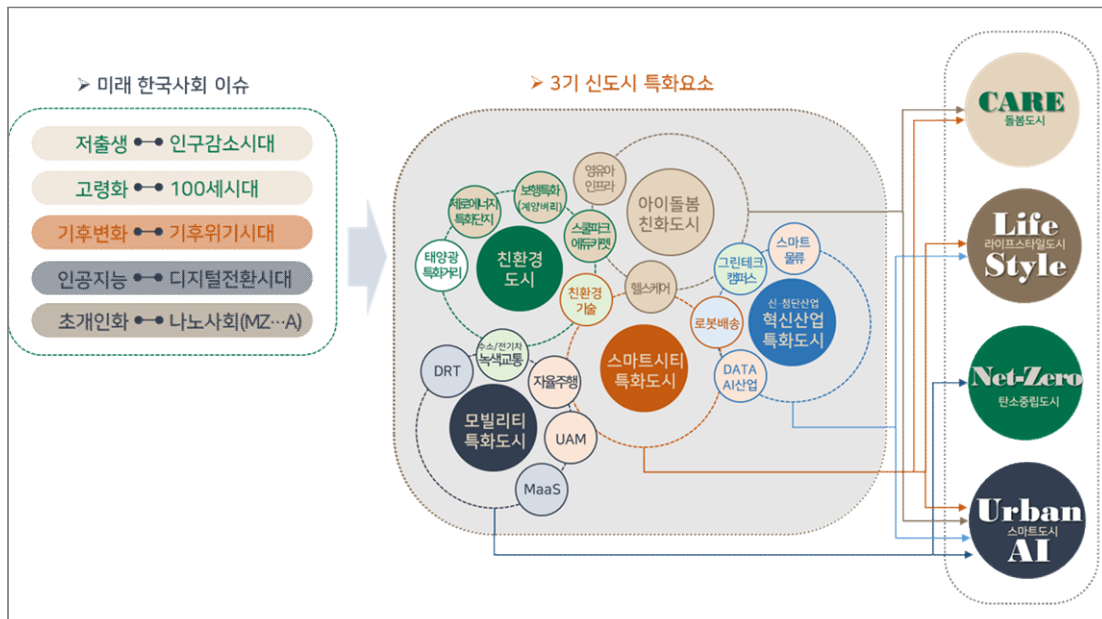 ➢ 미래 한국사회 이슈
저출생 인구감소시대
고령화 100세시대
기후변화 기후위기시대
인공지능 디지털전환시대
초개인화 나노사회(MZ…A)
➢ 3기 신도시 특화요소
영유아
인프라
아이돌봄
친화도시
보행특화
(계양벼리)
제로에너지
특화단지
스쿨파크
에듀카펫
태양광
특화거리
친환경
도시
친환경
기술
헬스케어
그린테크
캠퍼스
스마트
물류
신·첨단산업
혁신산업
특화도시
로봇배송
DATA
AI산업
스마트시티
특화도시
수소/전기차
녹색교통
DRT
자율주행
모빌리티
특화도시
UAM
MaaS
CARE
돌봄도시
Life
라이프스타일도시
Style
Net-Zero
탄소중립도시
Urban
스마트도시
AI